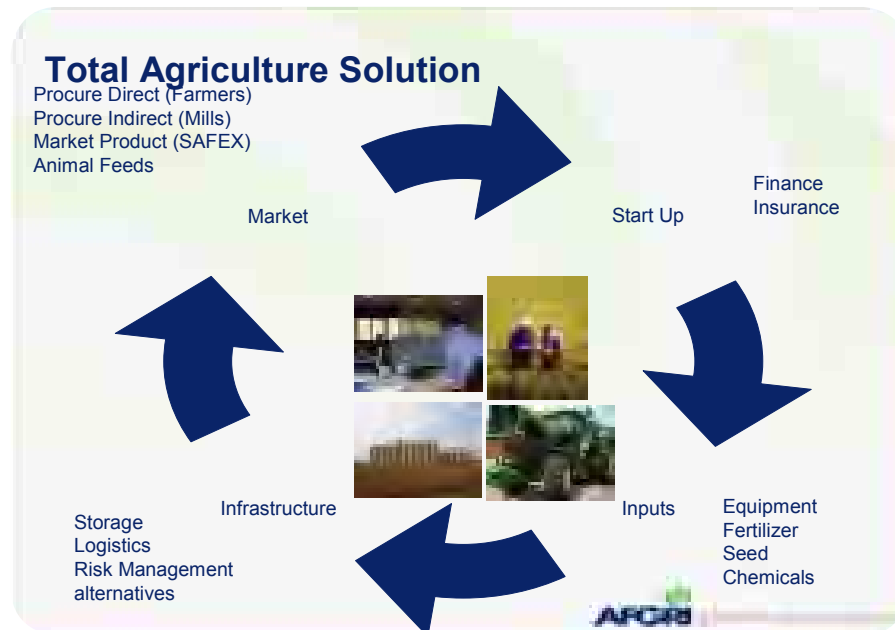 Total Agriculture Solution
Procure Direct (Farmers)
Procure Indirect (Mills)
Market Product (SAFEX)
Animal Feeds
Market
Start Up
Finance
Insurance
Infrastructure
Storage
Logistics
Risk Management
alternatives
Inputs
Equipment
Fertilizer
Seed
Chemicals
AFGRI